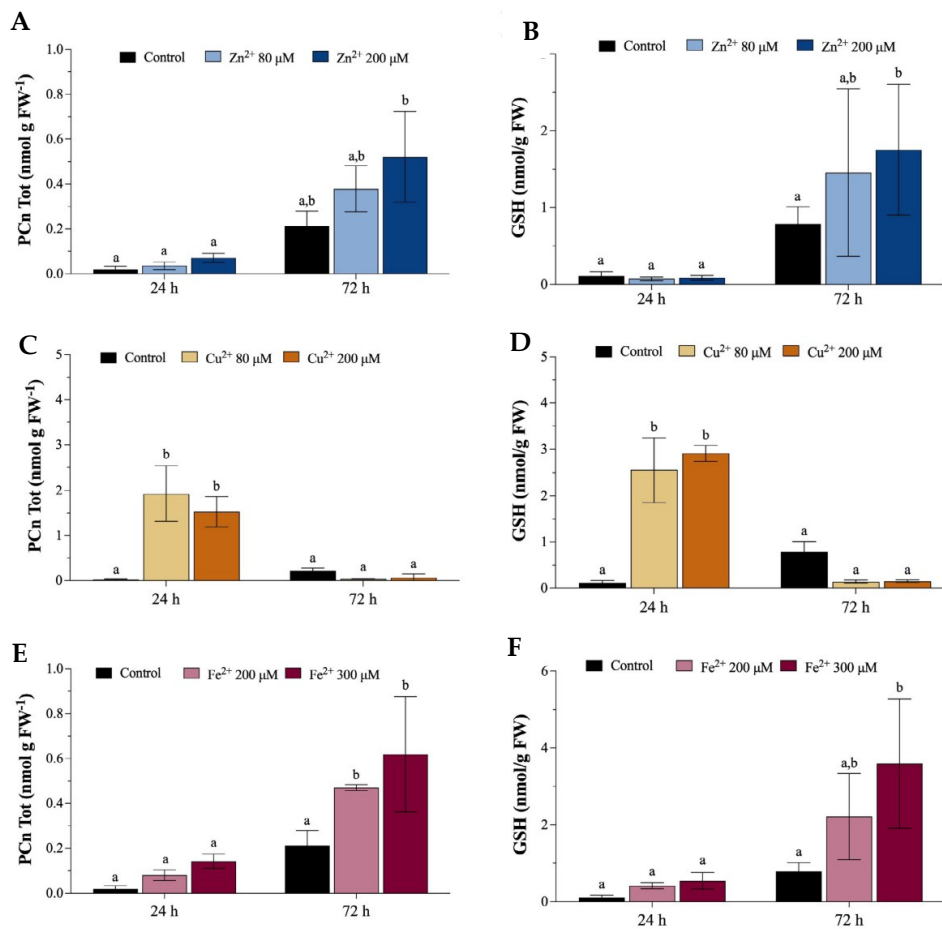 A
Control Zn²⁺ 80 μM Zn²⁺ 200 μM
PCn Tot (nmol g FW⁻¹)
1.0
0.8
0.6
0.4
0.2
0.0
a a a a,b a,b b
24 h 72 h
B
Control Zn²⁺ 80 μM Zn²⁺ 200 μM
GSH (nmol/g FW)
2
1
0
a a a a a,b b
24 h 72 h
C
Control Cu²⁺ 80 μM Cu²⁺ 200 μM
PCn Tot (nmol g FW⁻¹)
5
4
3
2
1
0
a b b a a a
24 h 72 h
D
Control Cu²⁺ 80 μM Cu²⁺ 200 μM
GSH (nmol/g FW)
5
4
3
2
1
0
a b b a a a
24 h 72 h
E
Control Fe²⁺ 200 μM Fe²⁺ 300 μM
PCn Tot (nmol g FW⁻¹)
1.0
0.8
0.6
0.4
0.2
0.0
a a a a b b
24 h 72 h
F
Control Fe²⁺ 200 μM Fe²⁺ 300 μM
GSH (nmol/g FW)
6
4
2
0
a a a a a,b b
24 h 72 h